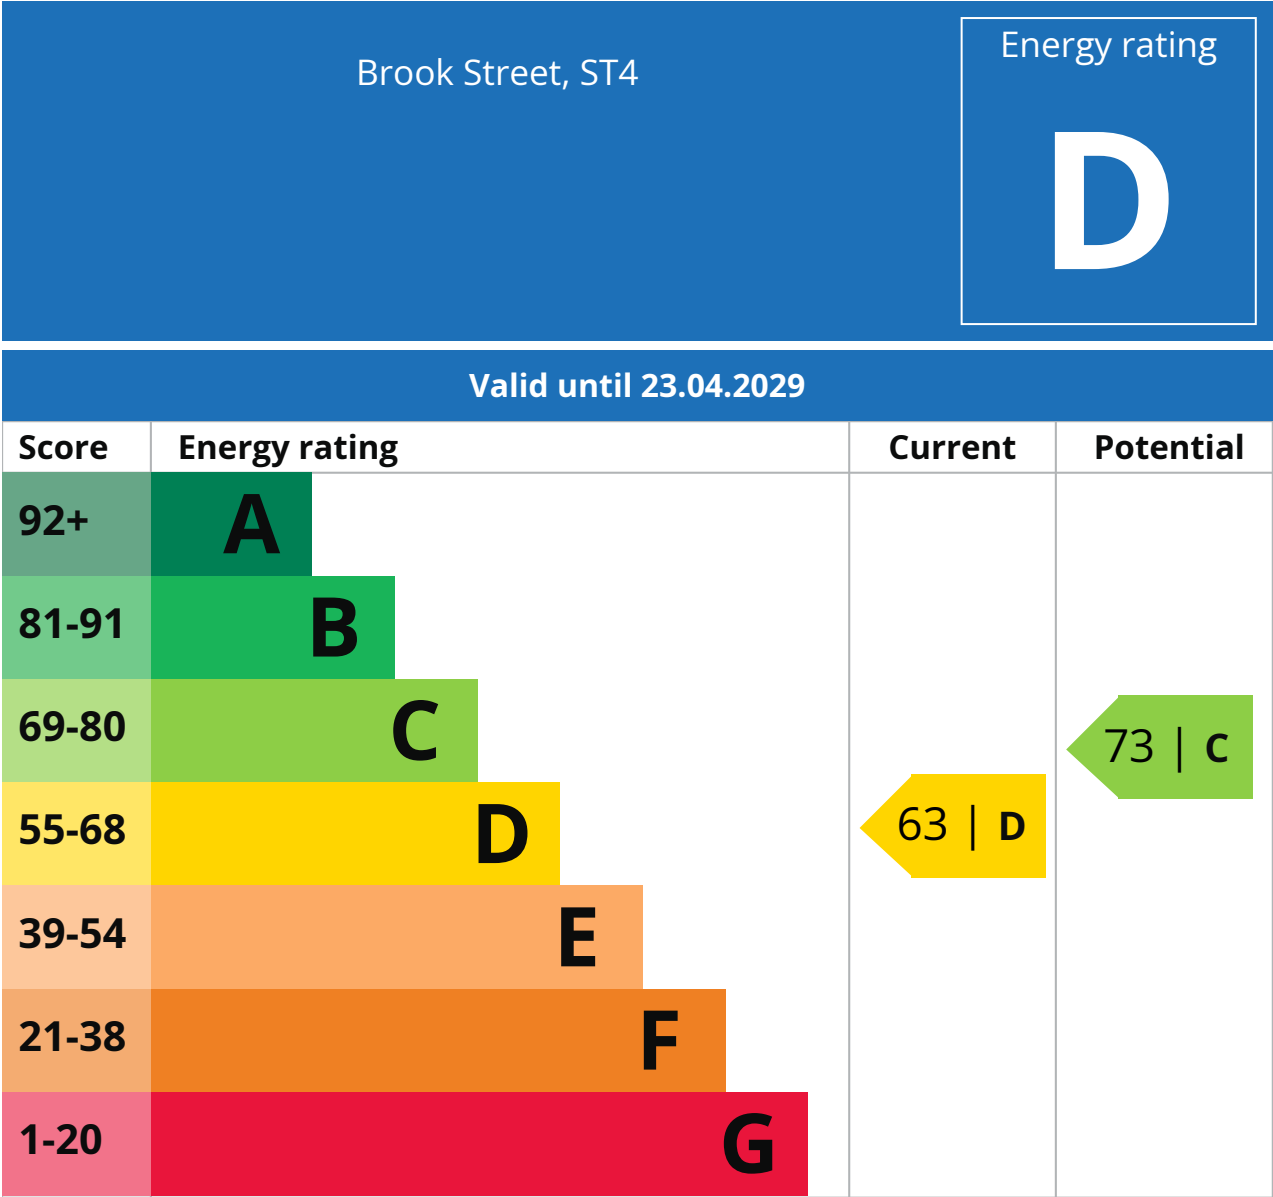 Brook Street, ST4
Energy rating
D
Valid until 23.04.2029
Score Energy rating Current Potential
92+ A
81-91 B
69-80 C
73 | C
55-68 D
63 | D
39-54 E
21-38 F
1-20 G